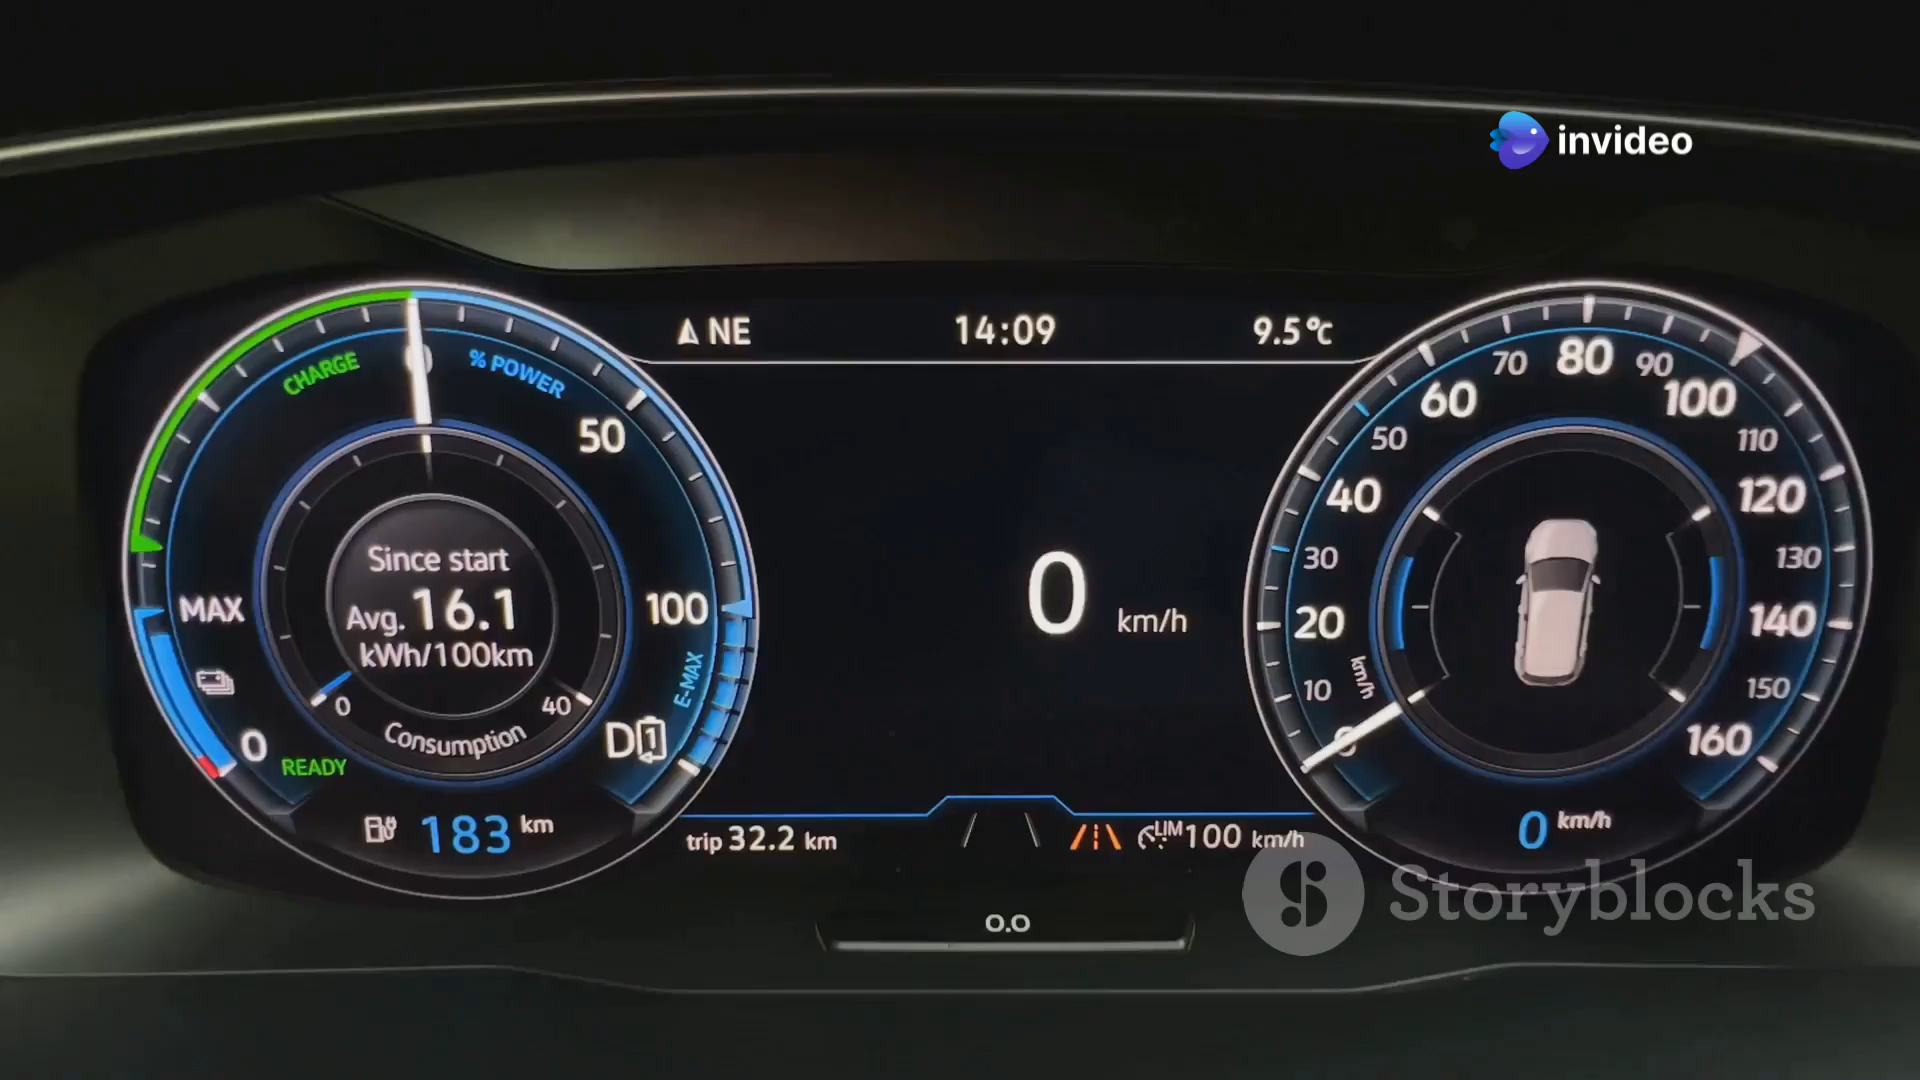 invideo
NE
14:09
9.5°C
CHARGE
0
% POWER
50
100
E-MAX
MAX
0
READY
Since start
Avg. 16.1
kWh/100km
0
40
Consumption
D1
183 km
0 km/h
trip 32.2 km
LIM 100 km/h
0
10
20
30
40
50
60
70
80
90
100
110
120
130
140
150
160
km/h
0 km/h
0.0
Storyblocks